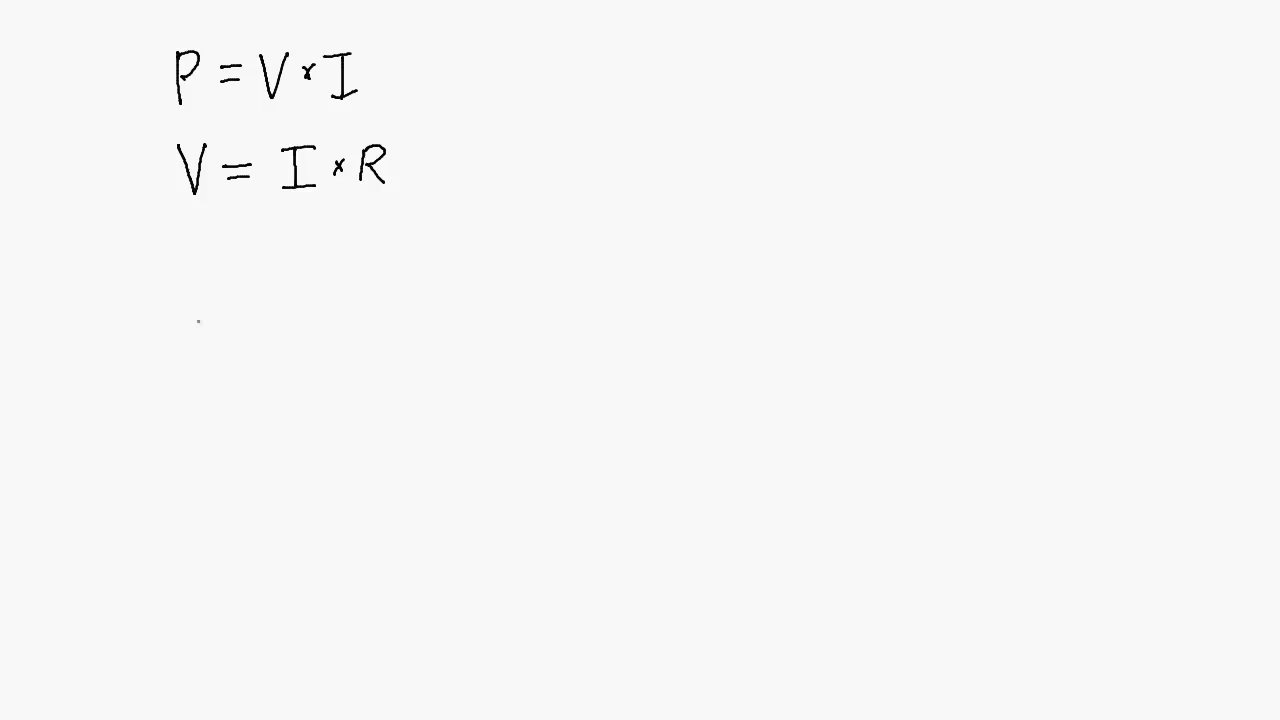 P = V × I
V = I × R